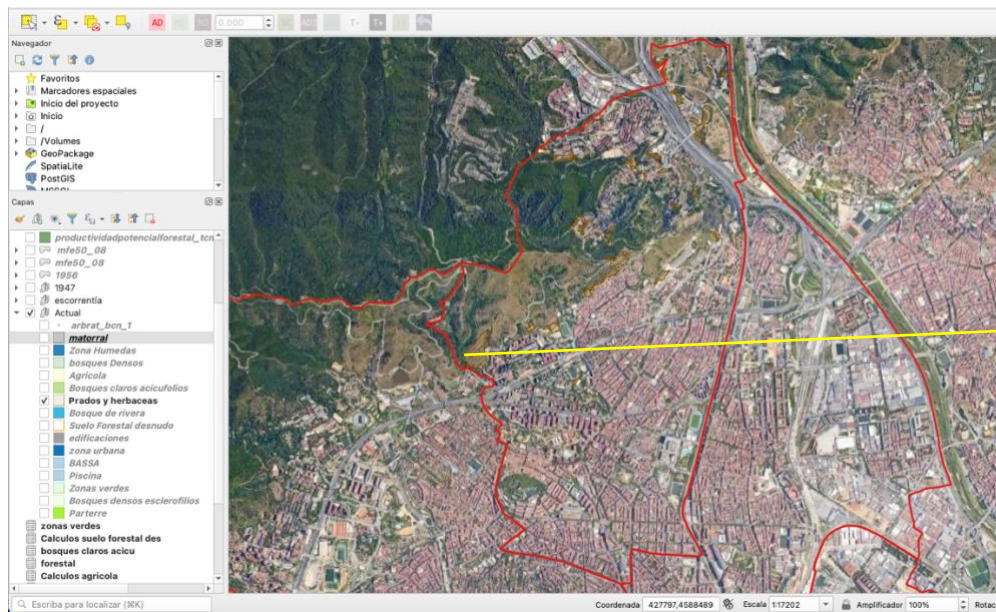 AD
0.000
T-
T+
Navegador
Favoritos
Marcadores espaciales
Inicio del proyecto
Inicio
/
/Volumes
GeoPackage
SpatiaLite
PostGIS
Capas
productividadpotencialforestal_tcn
mfe50_08
mfe50_08
1956
1947
escorrentía
Actual
arbrat_bcn_1
matorral
Zona Humedas
bosques Densos
Agrícola
Bosques claros acicufolios
Prados y herbaceas
Bosque de rivera
Suelo Forestal desnudo
edificaciones
zona urbana
BASSA
Piscina
Zonas verdes
Bosques densos esclerofilios
Parterre
zonas verdes
Calculos suelo forestal des
bosques claros acicu
forestal
Calculos agricola
Escriba para localizar (⌘K)
Coordenada 427797,4588489 Escala 1:17202 Amplificador 100% Rotac